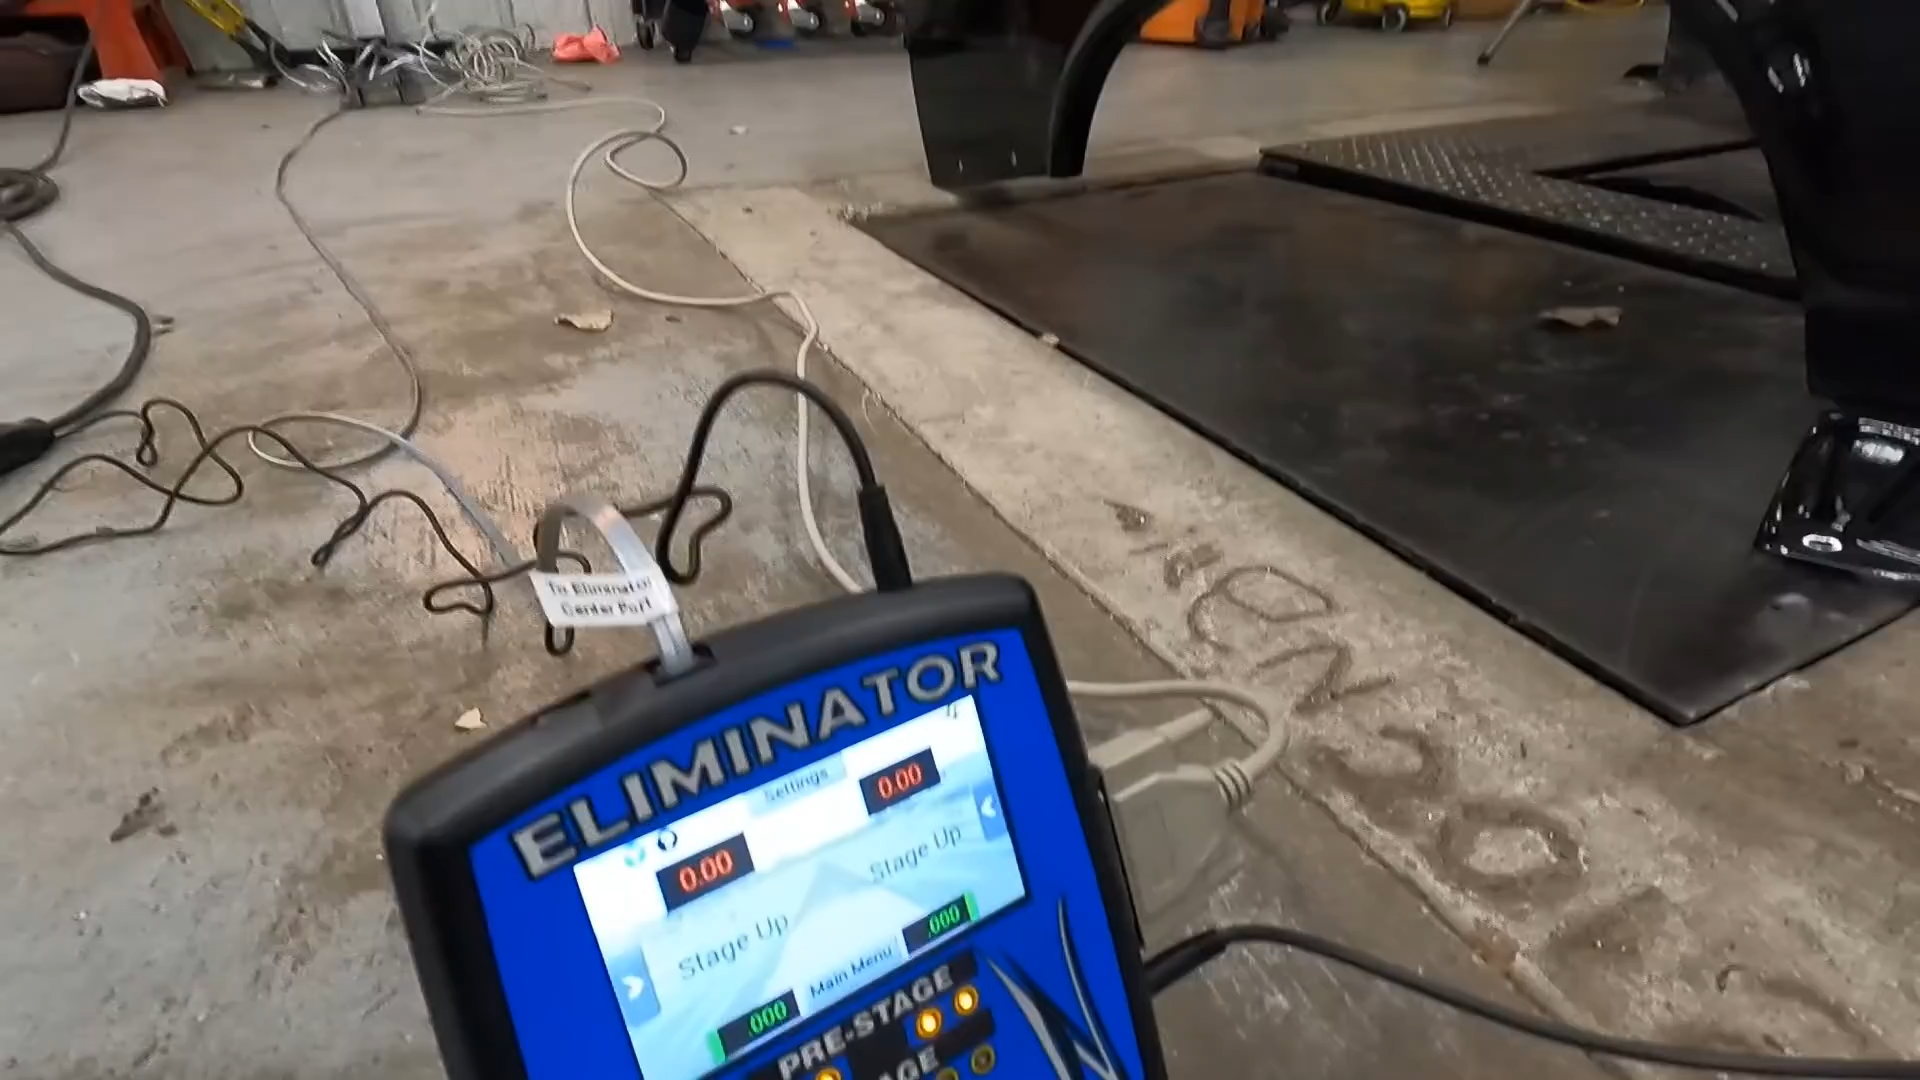 To Eliminator
Center Port
ELIMINATOR
Settings
0.00
0.00
Stage Up
Stage Up
.000
Main Menu
.000
PRE-STAGE
AGE